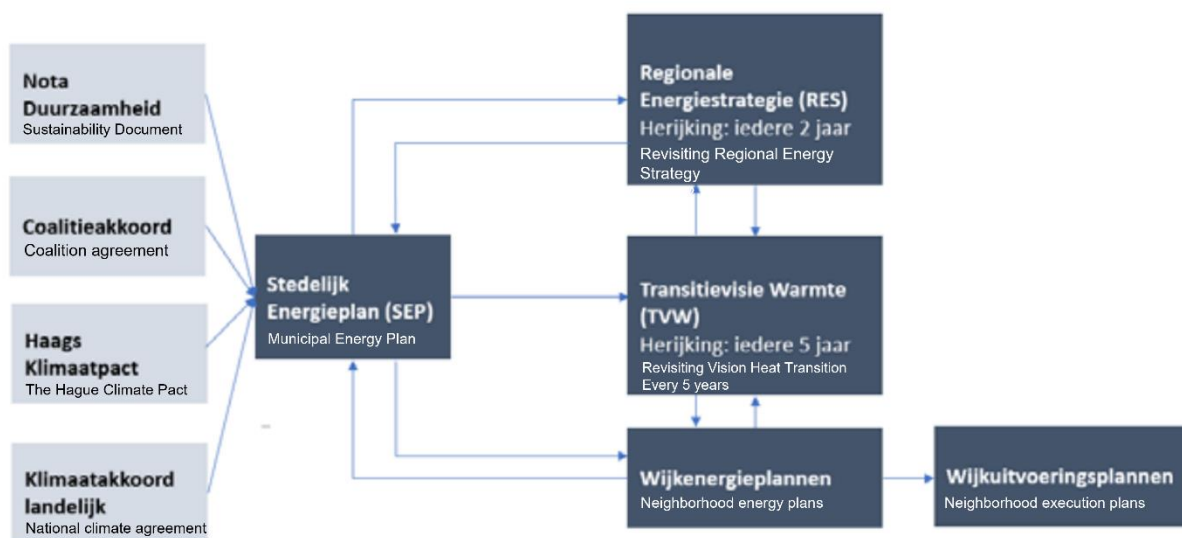 Nota
Duurzaamheid
Sustainability Document
Coalitieakkoord
Coalition agreement
Haags
Klimaatpact
The Hague Climate Pact
Klimaatakkoord
landelijk
National climate agreement
Stedelijk
Energieplan (SEP)
Municipal Energy Plan
Regionale
Energiestrategie (RES)
Herijking: iedere 2 jaar
Revisiting Regional Energy
Strategy
Transitievisie Warmte
(TVW)
Herijking: iedere 5 jaar
Revisiting Vision Heat Transition
Every 5 years
Wijkenergieplannen
Neighborhood energy plans
Wijkuitvoeringsplannen
Neighborhood execution plans